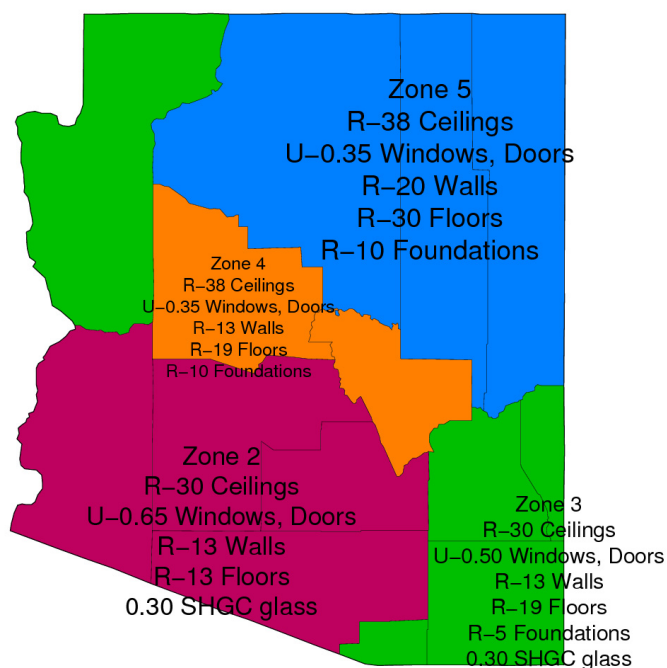 Zone 5
R−38 Ceilings
U−0.35 Windows, Doors
R−20 Walls
R−30 Floors
R−10 Foundations
Zone 4
R−38 Ceilings
U−0.35 Windows, Doors
R−13 Walls
R−19 Floors
R−10 Foundations
Zone 2
R−30 Ceilings
U−0.65 Windows, Doors
R−13 Walls
R−13 Floors
0.30 SHGC glass
Zone 3
R−30 Ceilings
U−0.50 Windows, Doors
R−13 Walls
R−19 Floors
R−5 Foundations
0.30 SHGC glass